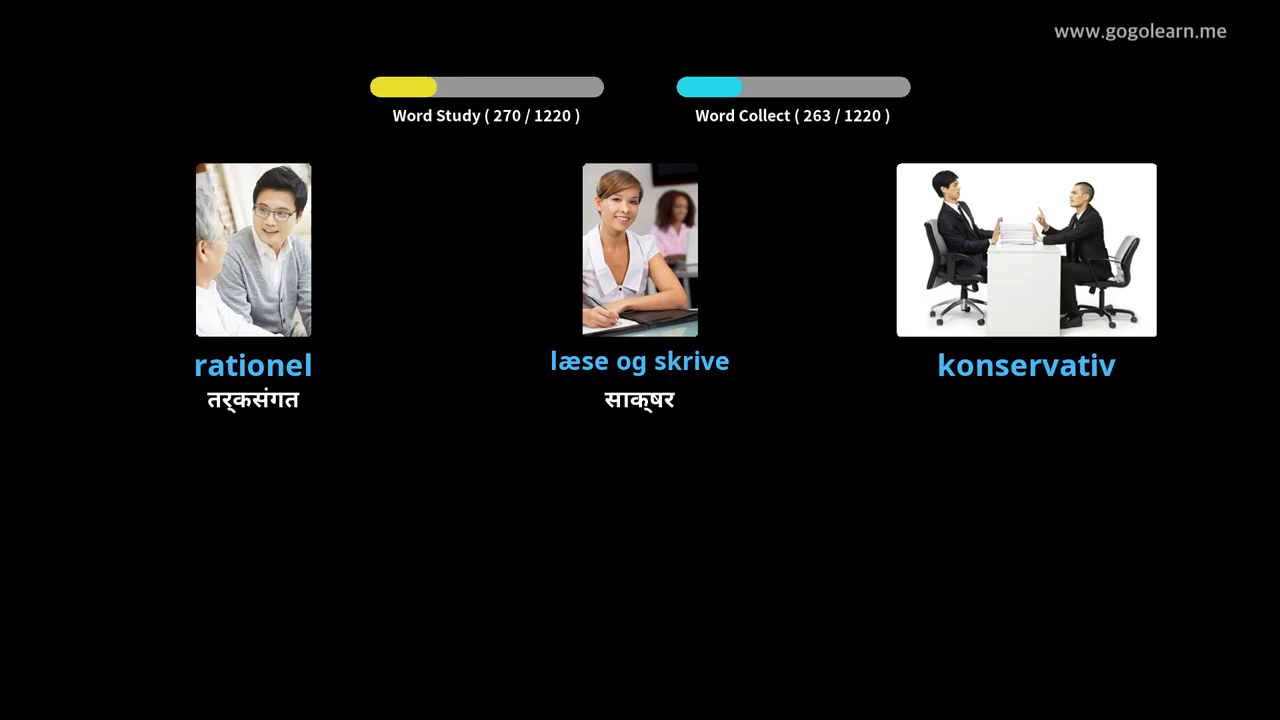 www.gogolearn.me
Word Study ( 270 / 1220 )
Word Collect ( 263 / 1220 )
rationel
læse og skrive
konservativ
तर्‌कसंगत
साक्‌षर